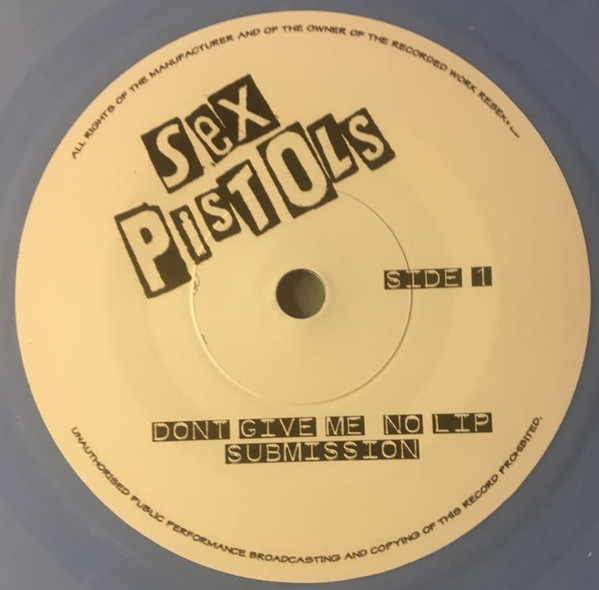 ALL RIGHTS OF THE MANUFACTURER AND OF THE OWNER OF THE RECORDED WORK
SeX
PiSTOLS
SIDE 1
DONT GIVE ME NO LIP
SUBMISSION
UNAUTHORISED PUBLIC PERFORMANCE BROADCASTING AND COPYING OF THIS RECORD PROHIBITED.